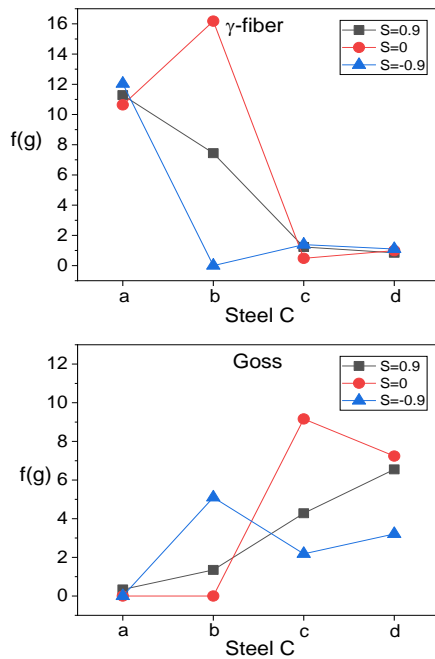 γ-fiber
S=0.9
S=0
S=-0.9
f(g)
16
14
12
10
8
6
4
2
0
a b c d
Steel C
Goss
S=0.9
S=0
S=-0.9
f(g)
12
10
8
6
4
2
0
a b c d
Steel C